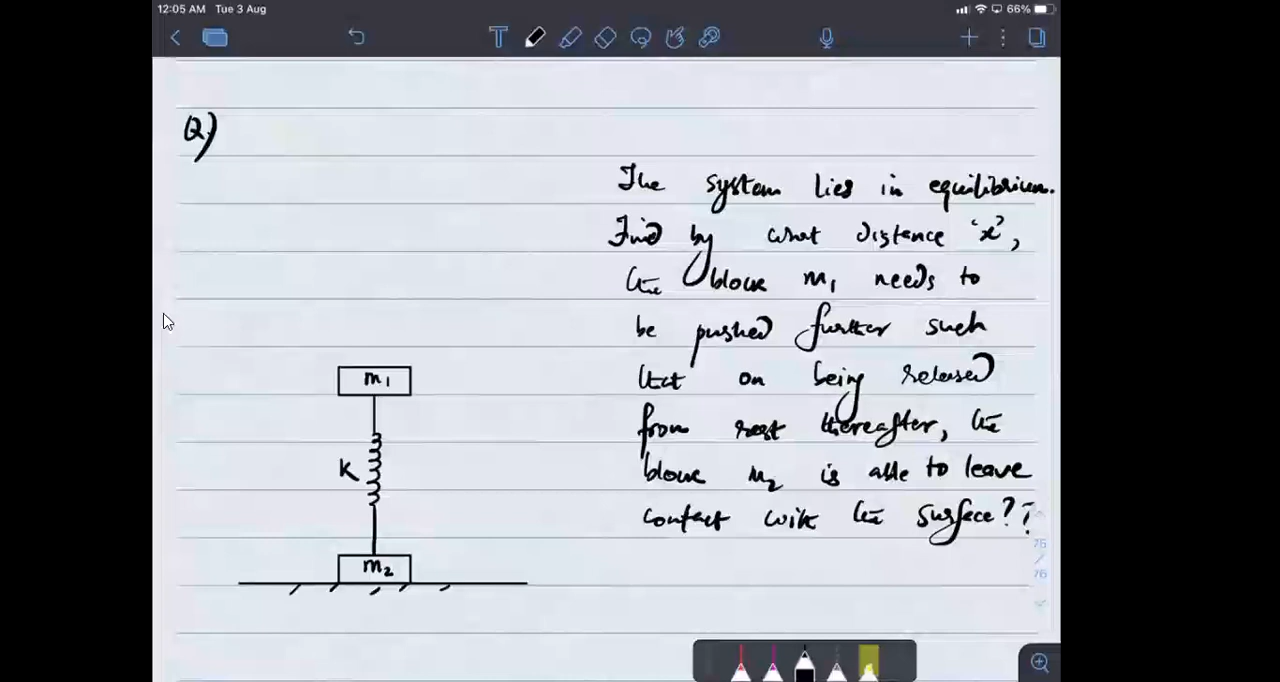 12:05 AM Tue 3 Aug
66%
T
Q)
The system lies in equilibrium.
Find by what distance 'x',
the block m₁ needs to
be pushed further such
that on being released
from rest thereafter, the
block m₂ is able to leave
contact with the surface??
m₁
K
m₂
75
/
76